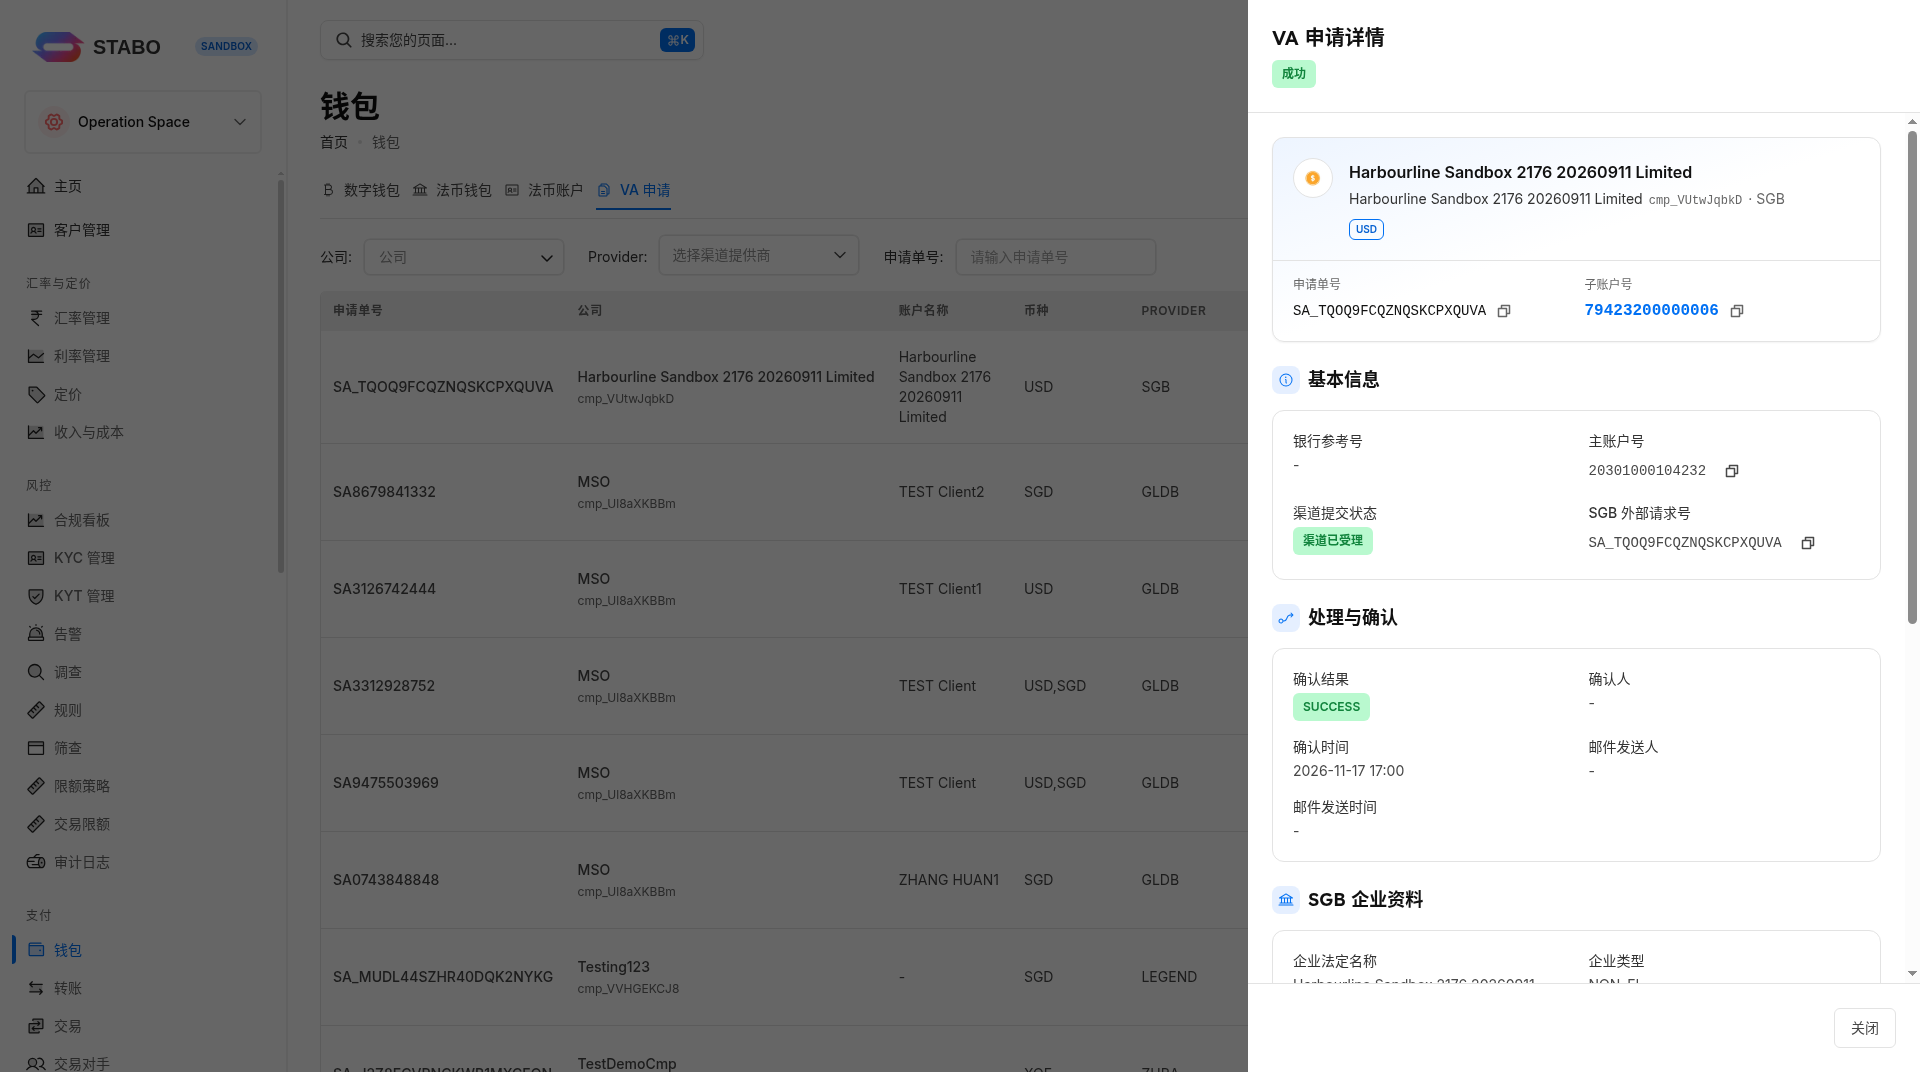 STABO
SANDBOX
Operation Space
主页
客户管理
汇率与定价
汇率管理
利率管理
定价
收入与成本
风控
合规看板
KYC 管理
KYT 管理
告警
调查
规则
筛查
限额策略
交易限额
审计日志
支付
钱包
转账
交易
交易对手
搜索您的页面...
⌘K
钱包
首页 • 钱包
数字钱包 法币钱包 法币账户 VA 申请
公司: 公司 Provider: 选择渠道提供商 申请单号: 请输入申请单号
申请单号 公司 账户名称 币种 PROVIDER
SA_TQOQ9FCQZNQSKCPXQUVA
Harbourline Sandbox 2176 20260911 Limited
cmp_VUtwJqbkD
Harbourline
Sandbox 2176
20260911
Limited
USD
SGB
SA8679841332
MSO
cmp_UI8aXKBBm
TEST Client2
SGD
GLDB
SA3126742444
MSO
cmp_UI8aXKBBm
TEST Client1
USD
GLDB
SA3312928752
MSO
cmp_UI8aXKBBm
TEST Client
USD,SGD
GLDB
SA9475503969
MSO
cmp_UI8aXKBBm
TEST Client
USD,SGD
GLDB
SA0743848848
MSO
cmp_UI8aXKBBm
ZHANG HUAN1
SGD
GLDB
SA_MUDL44SZHR40DQK2NYKG
Testing123
cmp_VVHGEKCJ8
-
SGD
LEGEND
TestDemoCmp
VA 申请详情
成功
Harbourline Sandbox 2176 20260911 Limited
Harbourline Sandbox 2176 20260911 Limited cmp_VUtwJqbkD · SGB
USD
申请单号
SA_TQOQ9FCQZNQSKCPXQUVA
子账户号
79423200000006
基本信息
银行参考号
-
主账户号
20301000104232
渠道提交状态
渠道已受理
SGB 外部请求号
SA_TQOQ9FCQZNQSKCPXQUVA
处理与确认
确认结果
SUCCESS
确认人
-
确认时间
2026-11-17 17:00
邮件发送人
-
邮件发送时间
-
SGB 企业资料
企业法定名称
Harbourline Sandbox 2176 20260911
企业类型
关闭